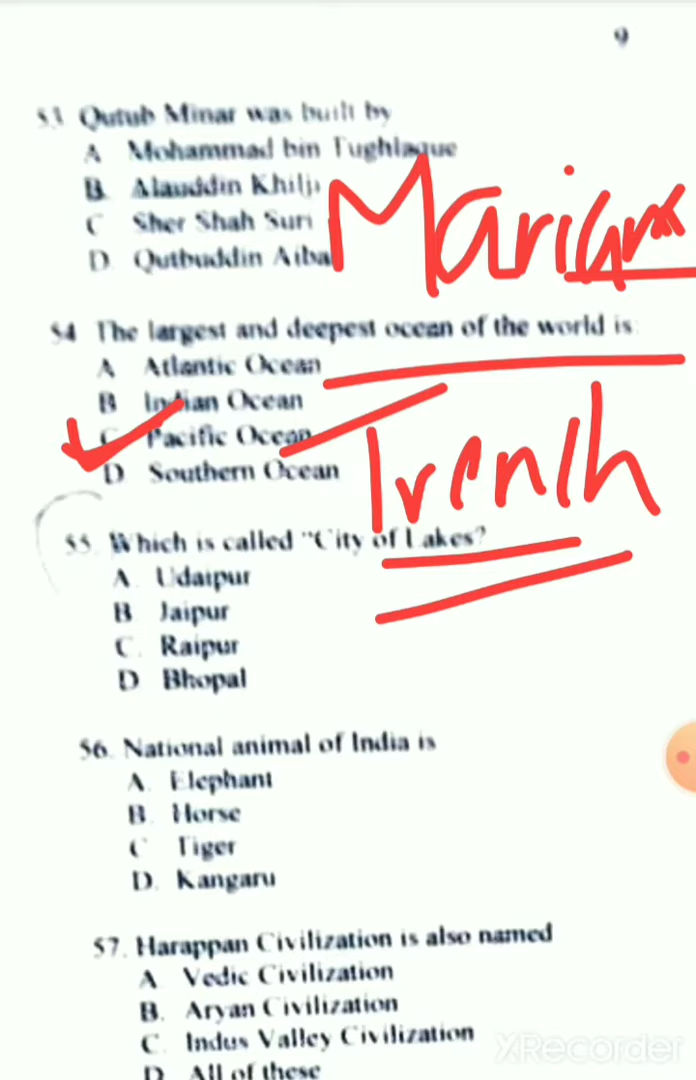 9
53. Qutub Minar was built by
A Mohammad bin Tughlaque
B. Alauddin Khilji
C Sher Shah Suri
D. Qutbuddin Aiba
Mariana
54 The largest and deepest ocean of the world is:
A Atlantic Ocean
B Indian Ocean
C Pacific Ocean
D Southern Ocean
Trench
55. Which is called "City of Lakes?
A. Udaipur
B Jaipur
C. Raipur
D Bhopal
56. National animal of India is
A. Elephant
B. Horse
C Tiger
D. Kangaru
57. Harappan Civilization is also named
A Vedic Civilization
B. Aryan Civilization
C. Indus Valley Civilization
D. All of these
XRecorder